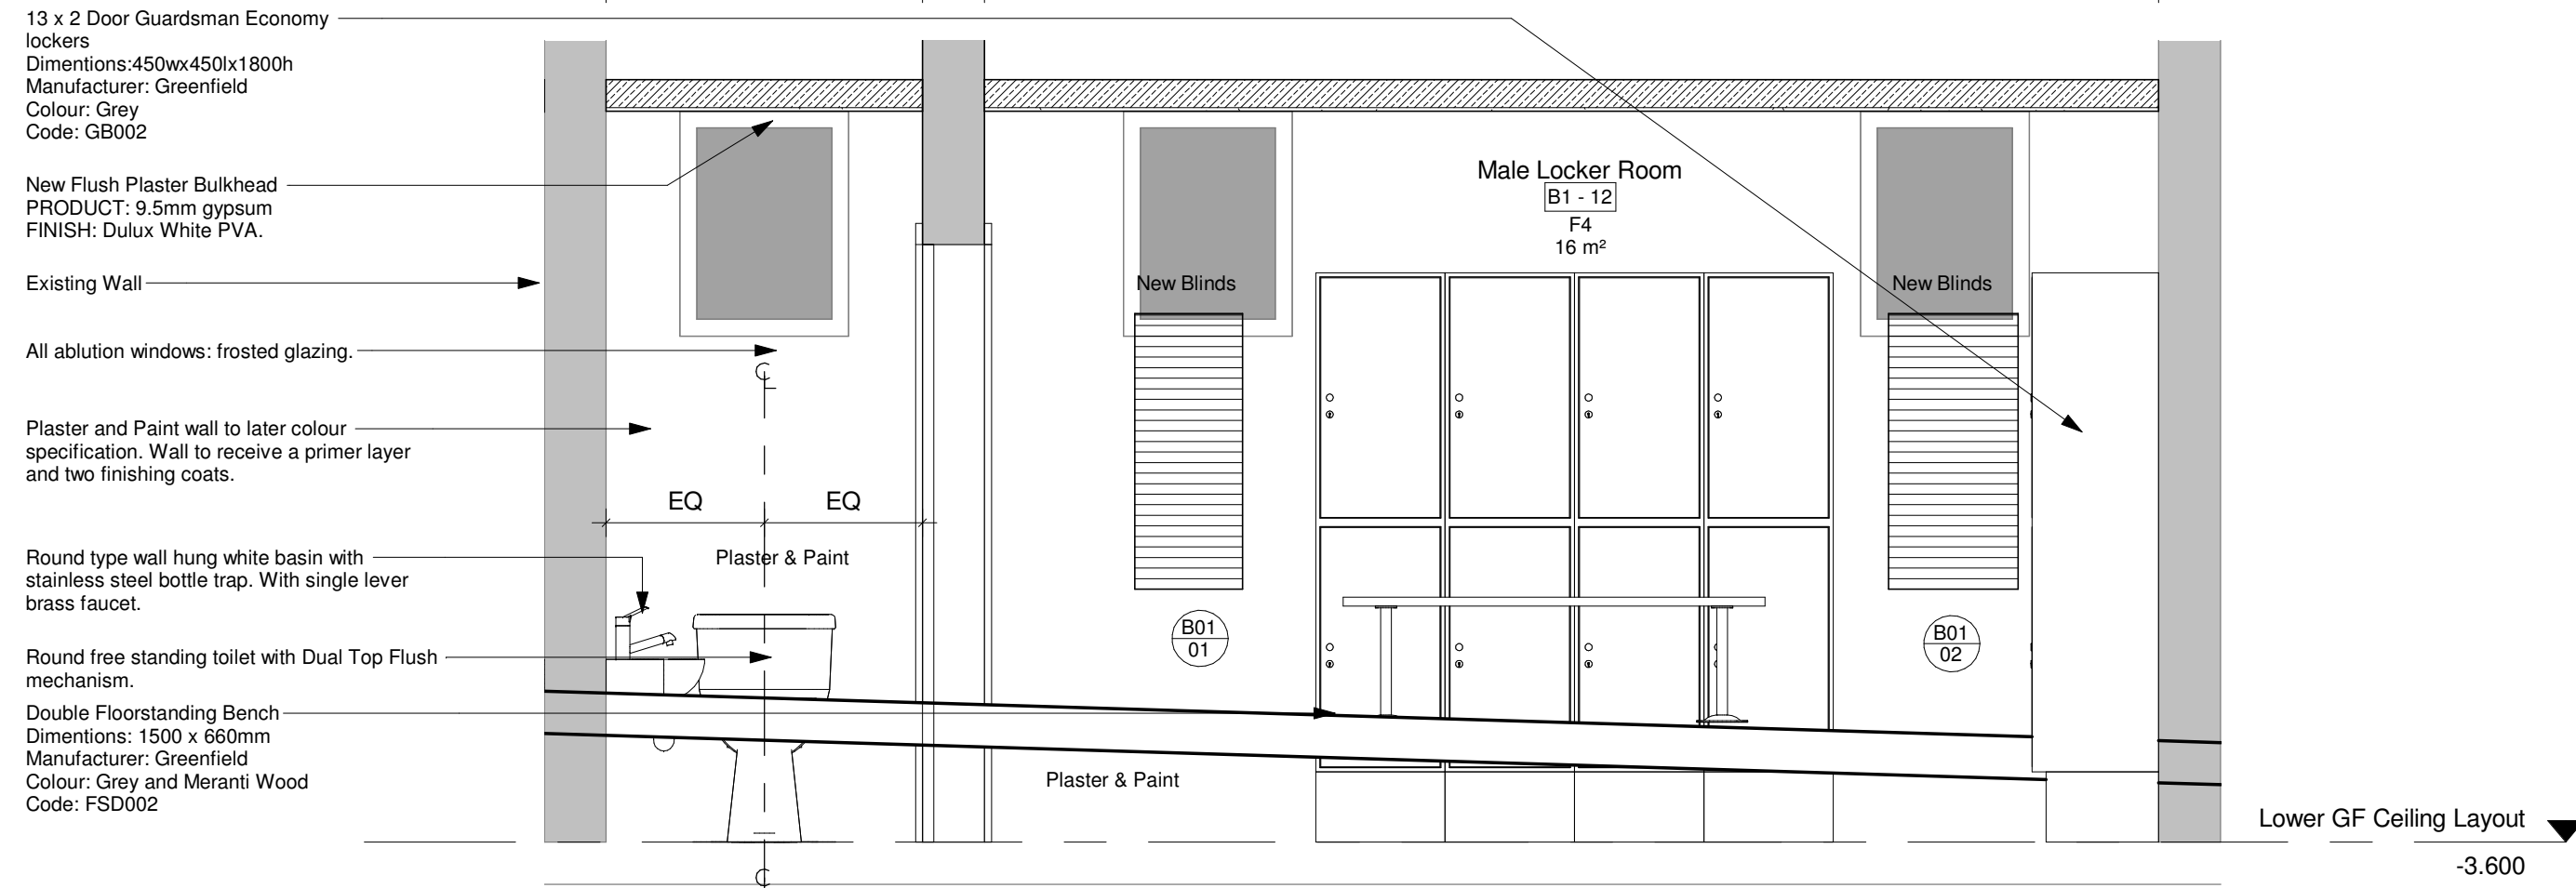 13 x 2 Door Guardsman Economy
lockers
Dimentions:450wx450lx1800h
Manufacturer: Greenfield
Colour: Grey
Code: GB002
New Flush Plaster Bulkhead
PRODUCT: 9.5mm gypsum
FINISH: Dulux White PVA.
Existing Wall
All ablution windows: frosted glazing.
Plaster and Paint wall to later colour
specification. Wall to receive a primer layer
and two finishing coats.
Round type wall hung white basin with
stainless steel bottle trap. With single lever
brass faucet.
Round free standing toilet with Dual Top Flush
mechanism.
Double Floorstanding Bench
Dimentions: 1500 x 660mm
Manufacturer: Greenfield
Colour: Grey and Meranti Wood
Code: FSD002
Male Locker Room
B1 - 12
F4
16 m²
New Blinds
New Blinds
EQ
EQ
Plaster & Paint
B01
01
B01
02
Plaster & Paint
Lower GF Ceiling Layout
-3.600